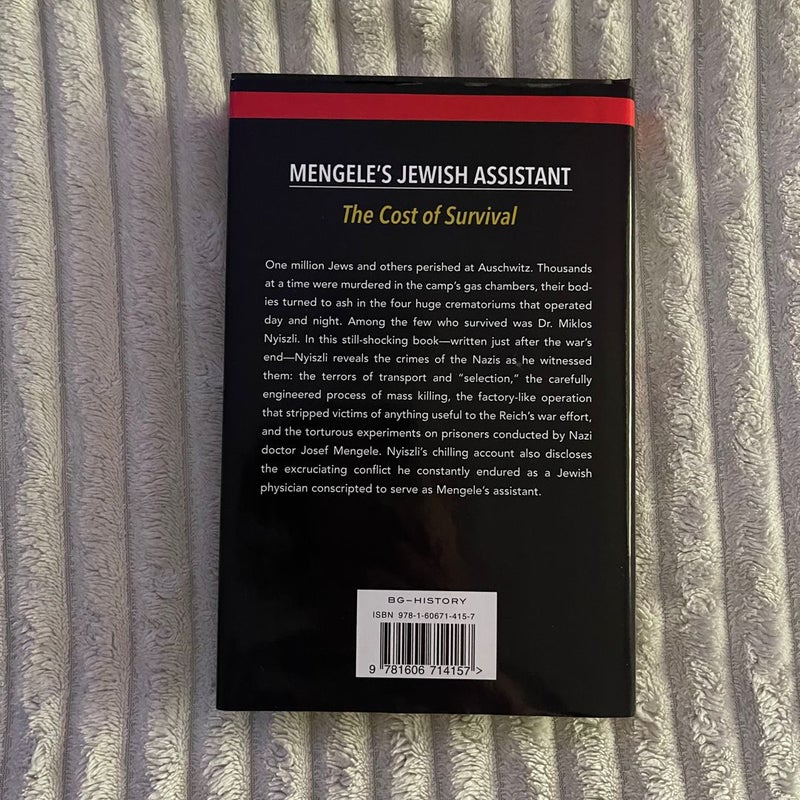 MENGELE'S JEWISH ASSISTANT
The Cost of Survival
One million Jews and others perished at Auschwitz. Thousands
at a time were murdered in the camp's gas chambers, their bod-
ies turned to ash in the four huge crematoriums that operated
day and night. Among the few who survived was Dr. Miklos
Nyiszli. In this still-shocking book—written just after the war's
end—Nyiszli reveals the crimes of the Nazis as he witnessed
them: the terrors of transport and "selection," the carefully
engineered process of mass killing, the factory-like operation
that stripped victims of anything useful to the Reich's war effort,
and the torturous experiments on prisoners conducted by Nazi
doctor Josef Mengele. Nyiszli's chilling account also discloses
the excruciating conflict he constantly endured as a Jewish
physician conscripted to serve as Mengele's assistant.
BG–HISTORY
ISBN 978-1-60671-415-7
9 781606 714157>